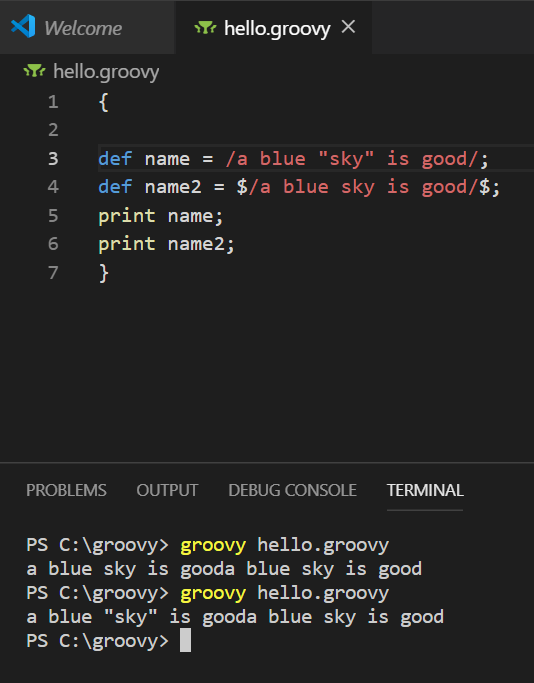 Welcome hello.groovy
hello.groovy
1 {
2
3 def name = /a blue "sky" is good/;
4 def name2 = $/a blue sky is good/$;
5 print name;
6 print name2;
7 }
PROBLEMS OUTPUT DEBUG CONSOLE TERMINAL
PS C:\groovy> groovy hello.groovy
a blue sky is gooda blue sky is good
PS C:\groovy> groovy hello.groovy
a blue "sky" is gooda blue sky is good
PS C:\groovy>